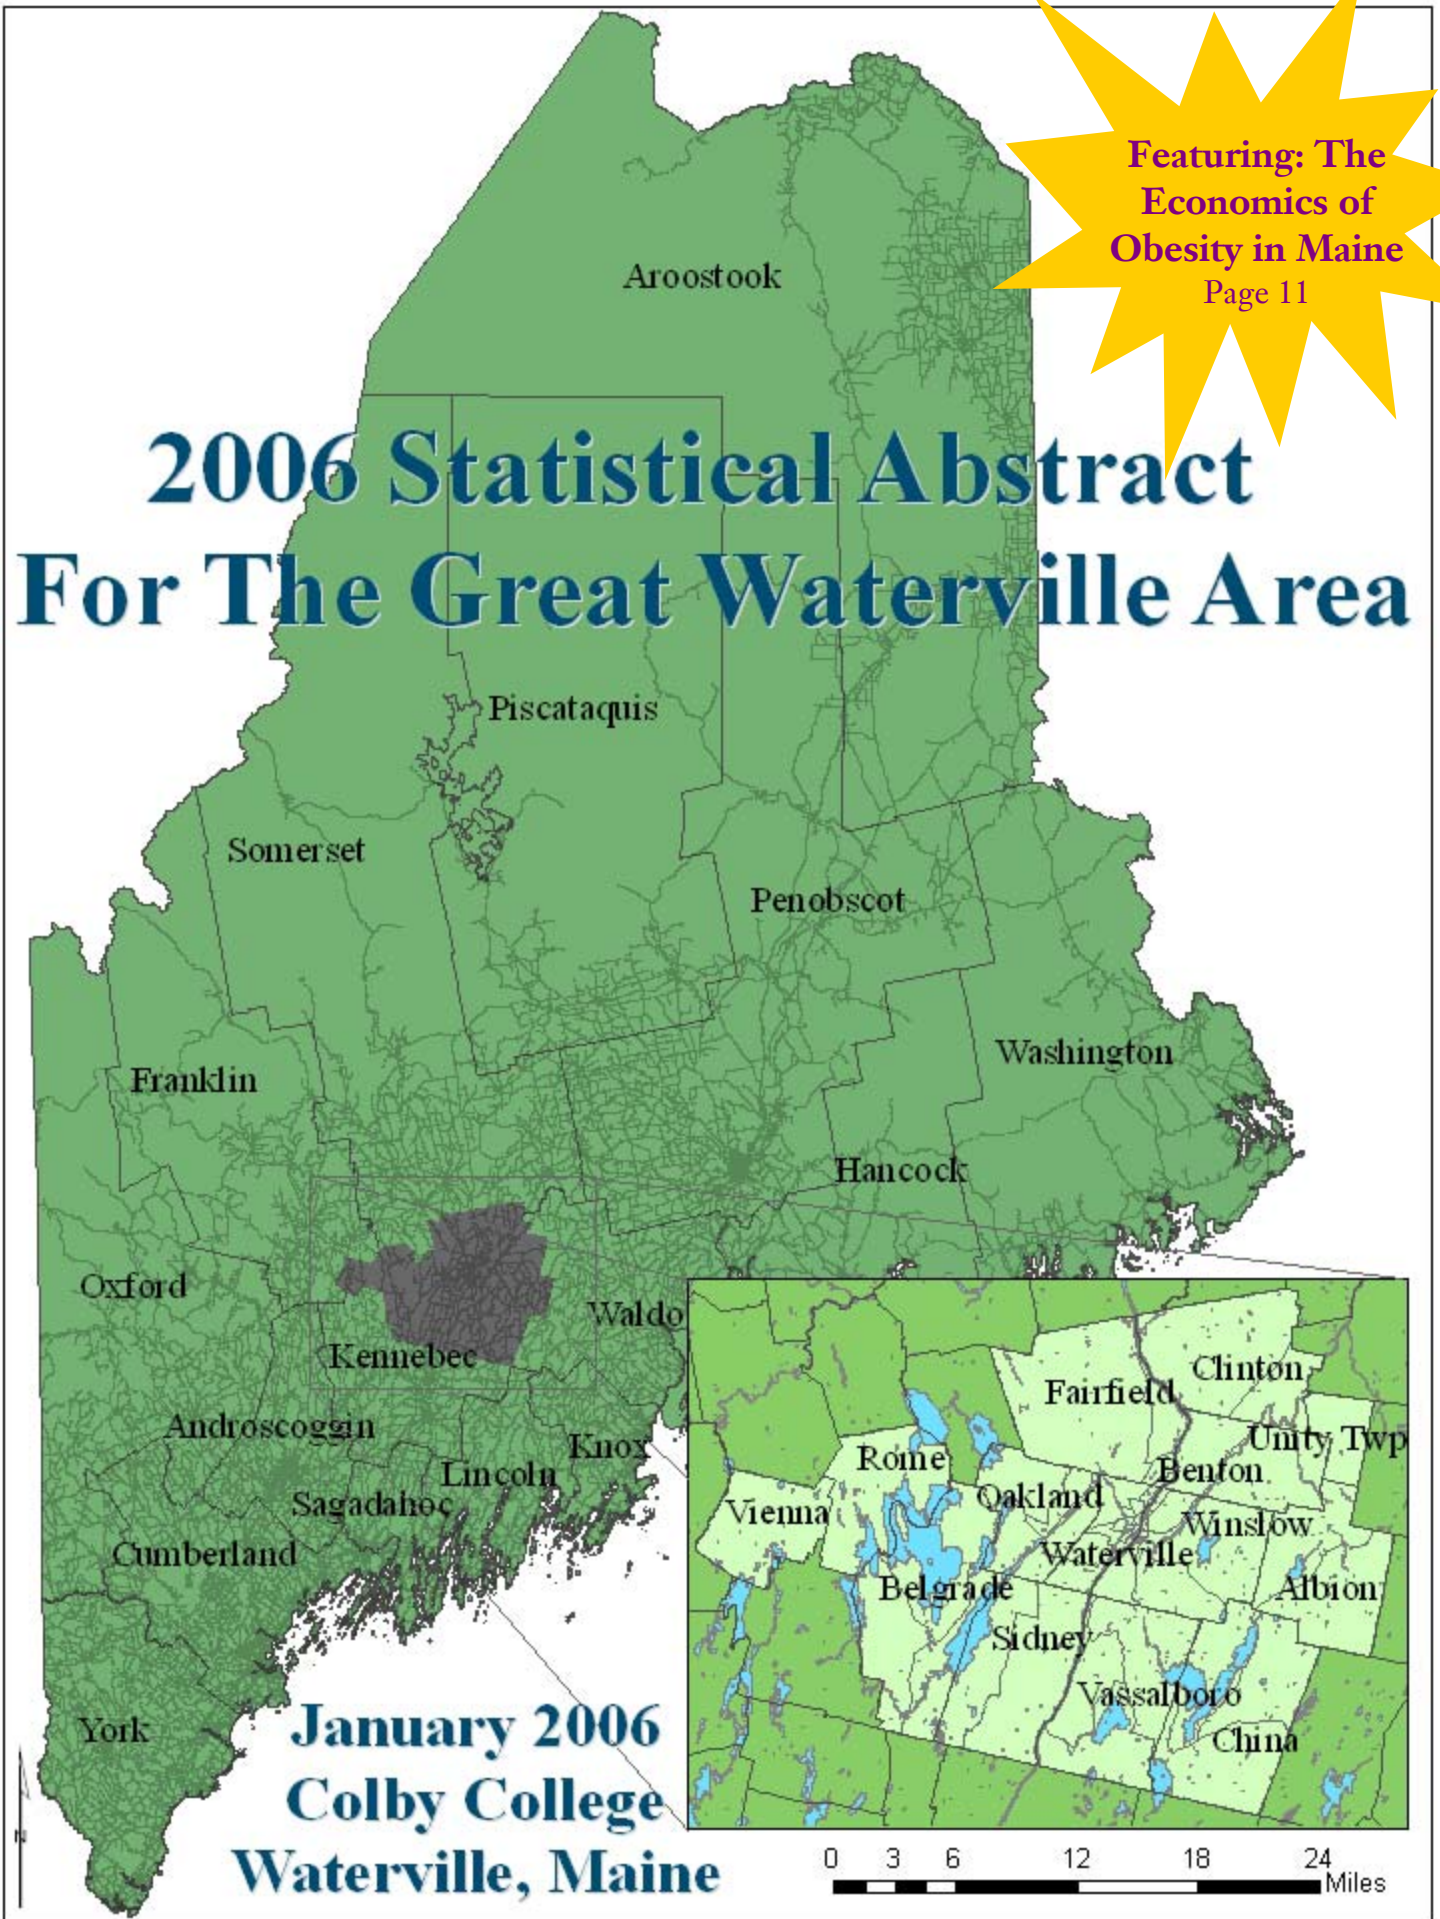 Featuring: The
Economics of
Obesity in Maine
Page 11
Aroostook
2006 Statistical Abstract
For The Great Waterville Area
Piscataquis
Somerset
Penobscot
Washington
Franklin
Hancock
Oxford
Waldo
Kennebec
Androscoggin
Knox
Lincoln
Sagadahoc
Cumberland
York
Clinton
Fairfield
Unity Twp
Rome
Benton
Oakland
Vienna
Winslow
Waterville
Belgrade
Albion
Sidney
Vassalboro
China
January 2006
Colby College
Waterville, Maine
N
0 3 6 12 18 24
Miles